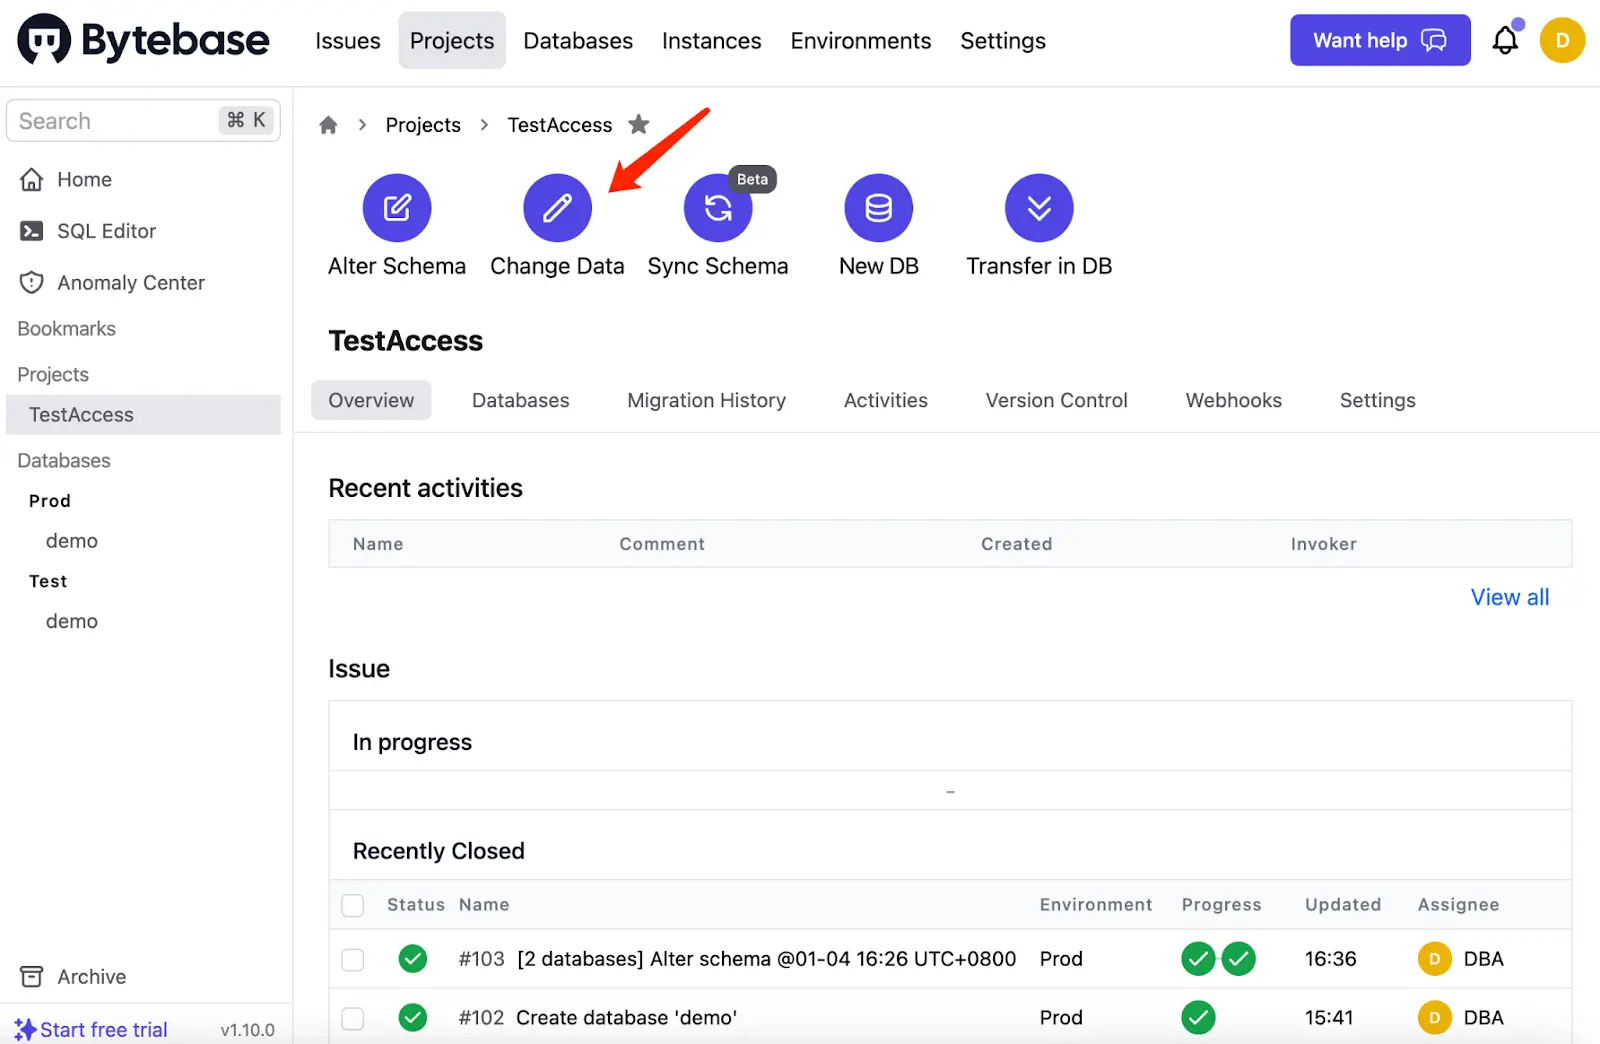 Bytebase Issues Projects Databases Instances Environments Settings Want help D
Search ⌘ K
Home
SQL Editor
Anomaly Center
Bookmarks
Projects
TestAccess
Databases
Prod
demo
Test
demo
Archive
Start free trial v1.10.0
Projects > TestAccess
Beta
Alter Schema Change Data Sync Schema New DB Transfer in DB
TestAccess
Overview Databases Migration History Activities Version Control Webhooks Settings
Recent activities
Name Comment Created Invoker
View all
Issue
In progress
–
Recently Closed
Status Name Environment Progress Updated Assignee
#103 [2 databases] Alter schema @01-04 16:26 UTC+0800 Prod 16:36 D DBA
#102 Create database 'demo' Prod 15:41 D DBA